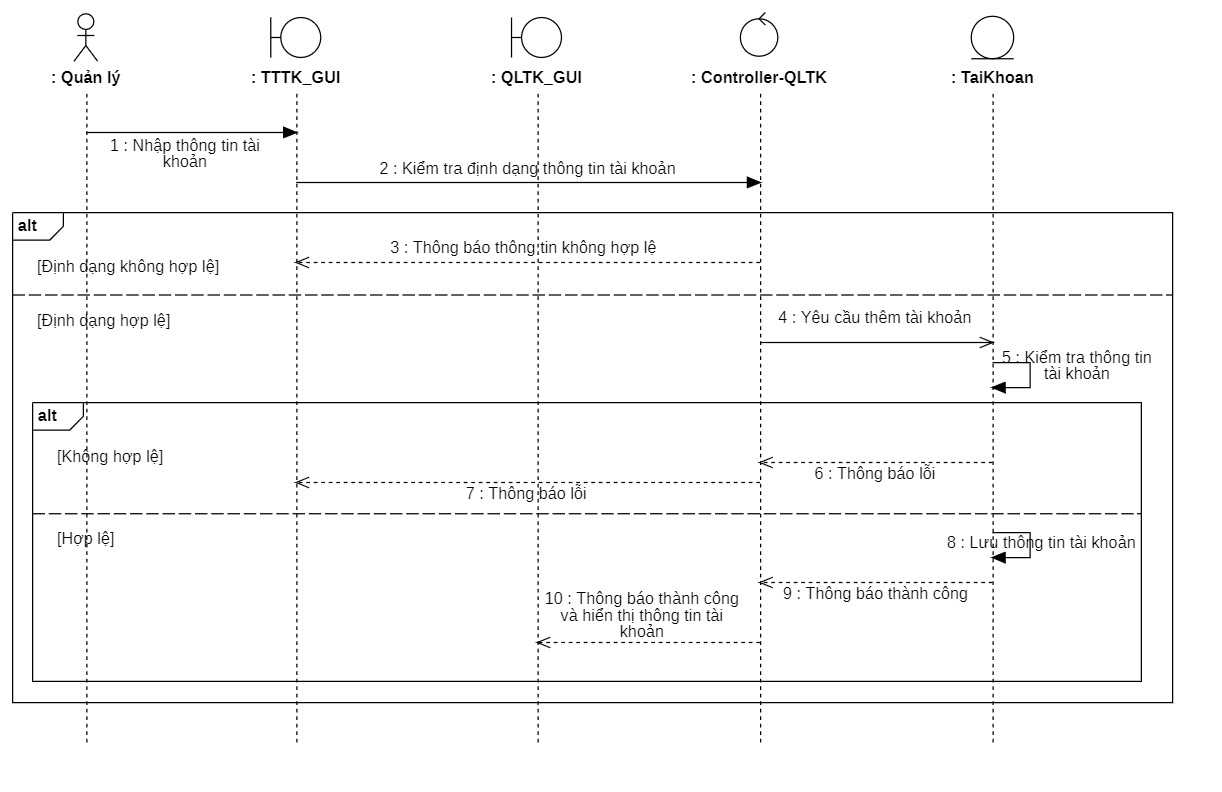 : Quản lý
: TTTK_GUI
: QLTK_GUI
: Controller-QLTK
: TaiKhoan
1 : Nhập thông tin tài
khoản
2 : Kiểm tra định dạng thông tin tài khoản
alt
3 : Thông báo thông tin không hợp lệ
[Định dạng không hợp lệ]
[Định dạng hợp lệ]
4 : Yêu cầu thêm tài khoản
5 : Kiểm tra thông tin
tài khoản
alt
[Không hợp lệ]
6 : Thông báo lỗi
7 : Thông báo lỗi
[Hợp lệ]
8 : Lưu thông tin tài khoản
9 : Thông báo thành công
10 : Thông báo thành công
và hiển thị thông tin tài
khoản